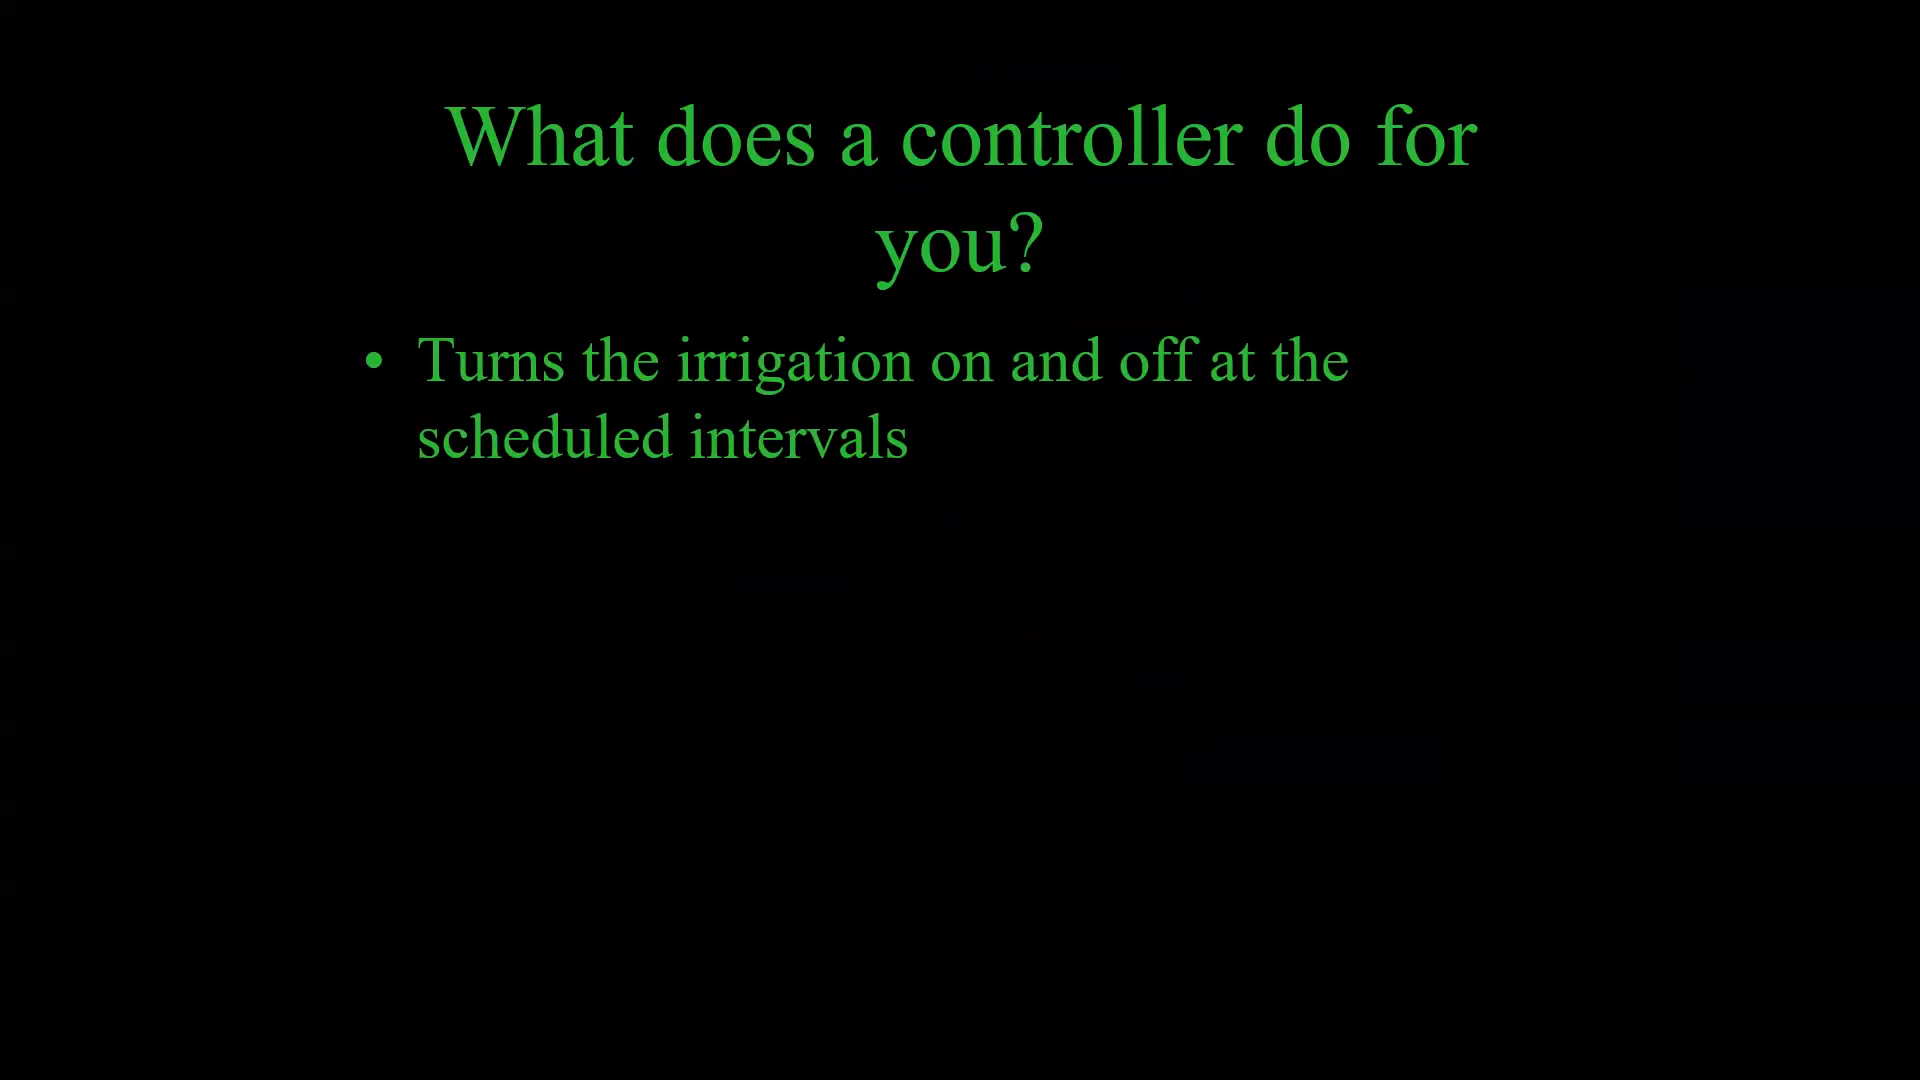 What does a controller do for
you?
• Turns the irrigation on and off at the
scheduled intervals